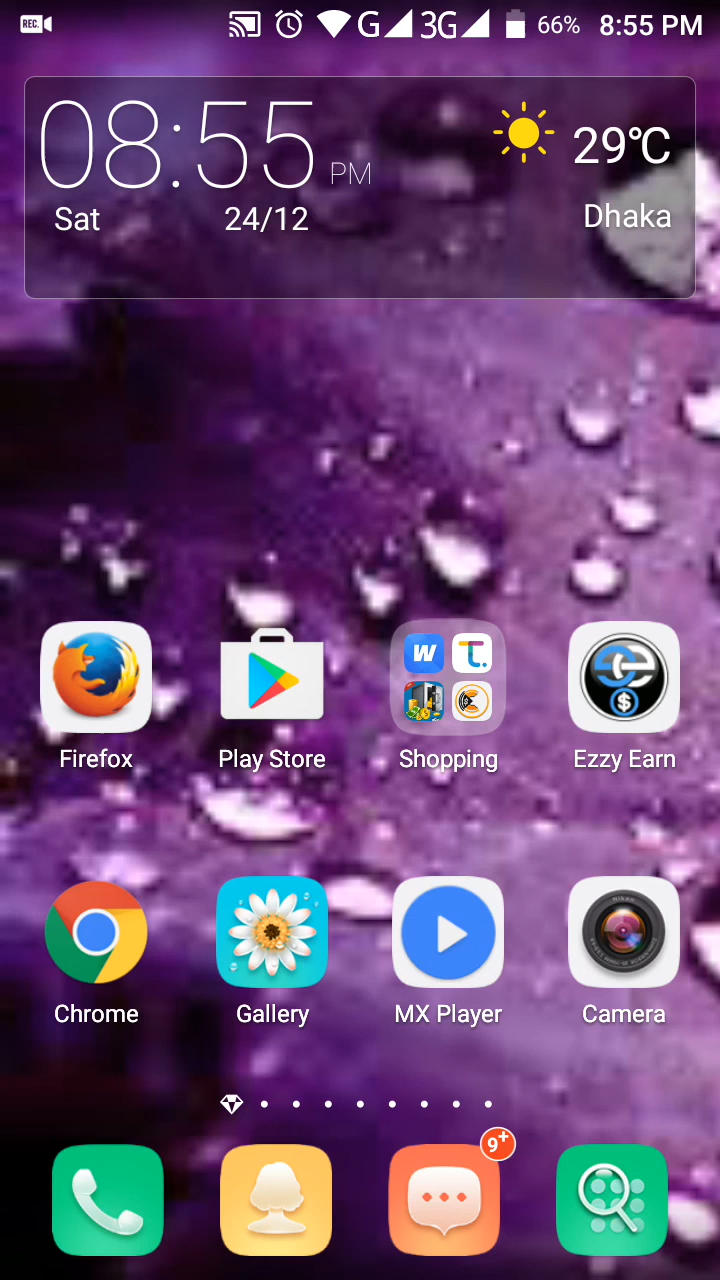 REC. G 3G 66% 8:55 PM
08:55 PM 29℃
Sat 24/12 Dhaka
Firefox Play Store Shopping Ezzy Earn
Chrome Gallery MX Player Camera
9+